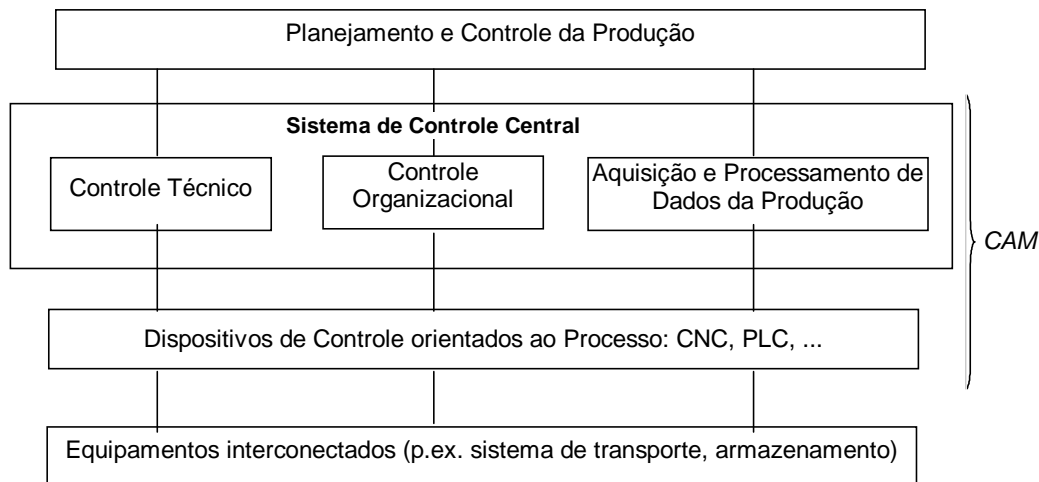 Planejamento e Controle da Produção
Sistema de Controle Central
Controle Técnico
Controle
Organizacional
Aquisição e Processamento de
Dados da Produção
CAM
Dispositivos de Controle orientados ao Processo: CNC, PLC, ...
Equipamentos interconectados (p.ex. sistema de transporte, armazenamento)